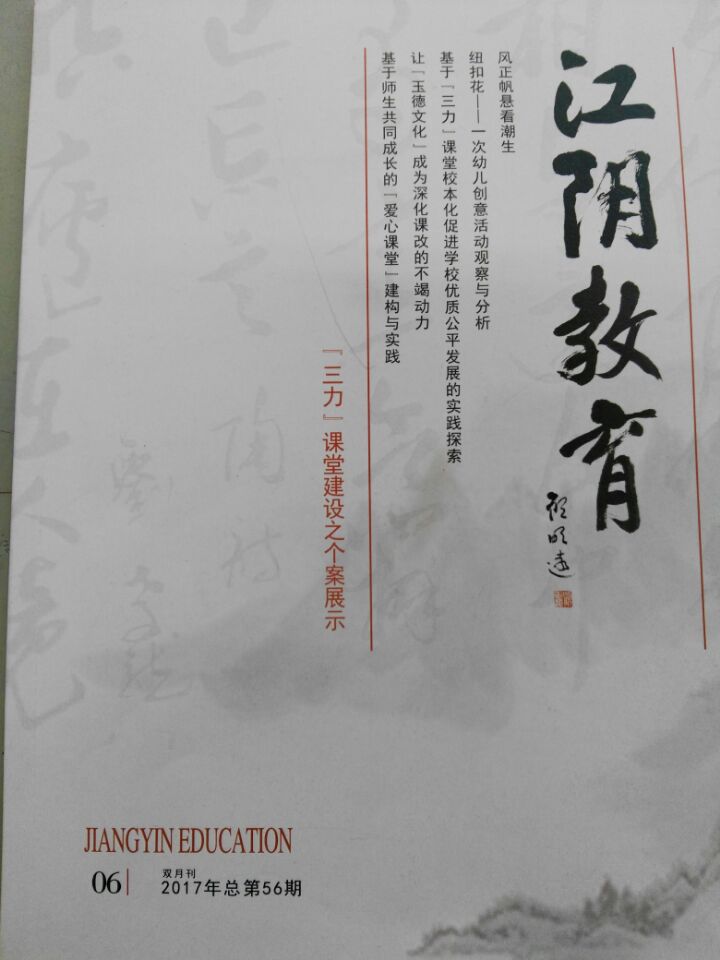 江阴教育
顾明远
风正帆悬看潮生
纽扣花——一次幼儿创意活动观察与分析
基于「三力」课堂校本化促进学校优质公平发展的实践探索
让「玉德文化」成为深化课改的不竭动力
基于师生共同成长的「爱心课堂」建构与实践
「三力」课堂建设之个案展示
JIANGYIN EDUCATION
06
双月刊
2017年总第56期